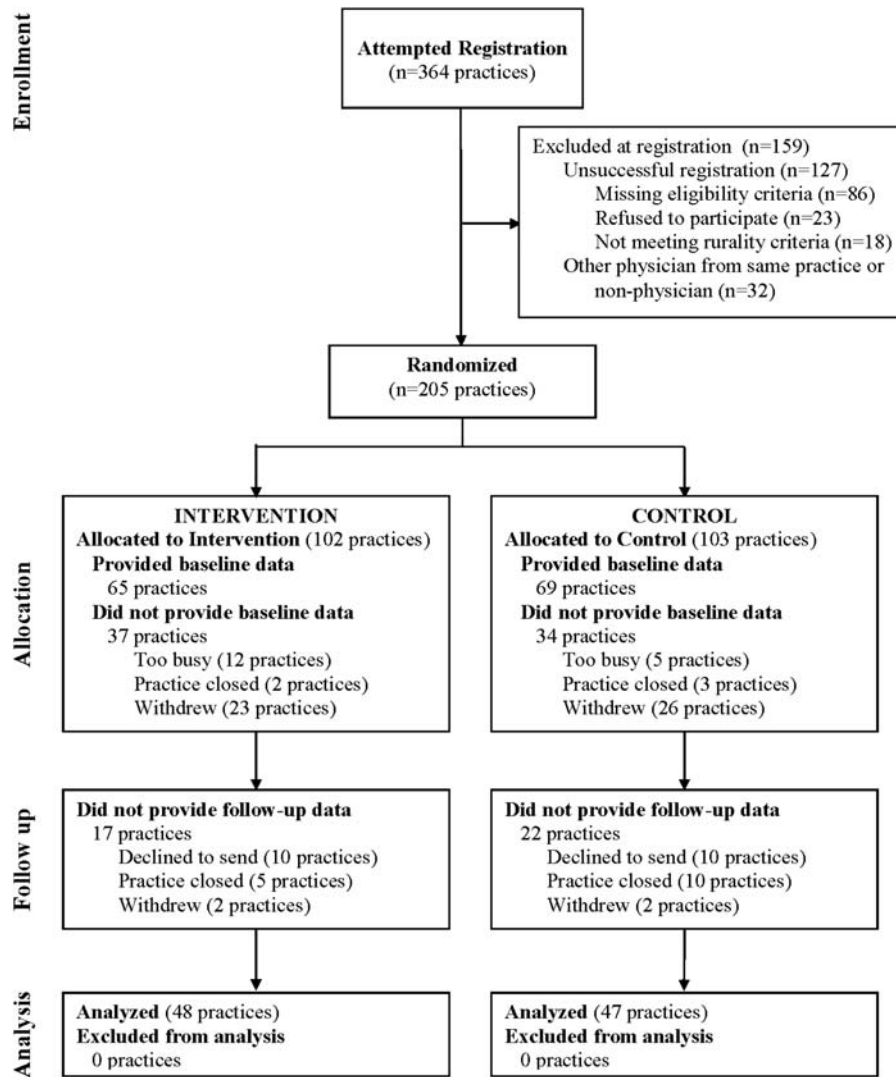 Enrollment
Attempted Registration
(n=364 practices)
Excluded at registration (n=159)
Unsuccessful registration (n=127)
Missing eligibility criteria (n=86)
Refused to participate (n=23)
Not meeting rurality criteria (n=18)
Other physician from same practice or
non-physician (n=32)
Randomized
(n=205 practices)
Allocation
INTERVENTION
Allocated to Intervention (102 practices)
Provided baseline data
65 practices
Did not provide baseline data
37 practices
Too busy (12 practices)
Practice closed (2 practices)
Withdrew (23 practices)
CONTROL
Allocated to Control (103 practices)
Provided baseline data
69 practices
Did not provide baseline data
34 practices
Too busy (5 practices)
Practice closed (3 practices)
Withdrew (26 practices)
Follow up
Did not provide follow-up data
17 practices
Declined to send (10 practices)
Practice closed (5 practices)
Withdrew (2 practices)
Did not provide follow-up data
22 practices
Declined to send (10 practices)
Practice closed (10 practices)
Withdrew (2 practices)
Analysis
Analyzed (48 practices)
Excluded from analysis
0 practices
Analyzed (47 practices)
Excluded from analysis
0 practices